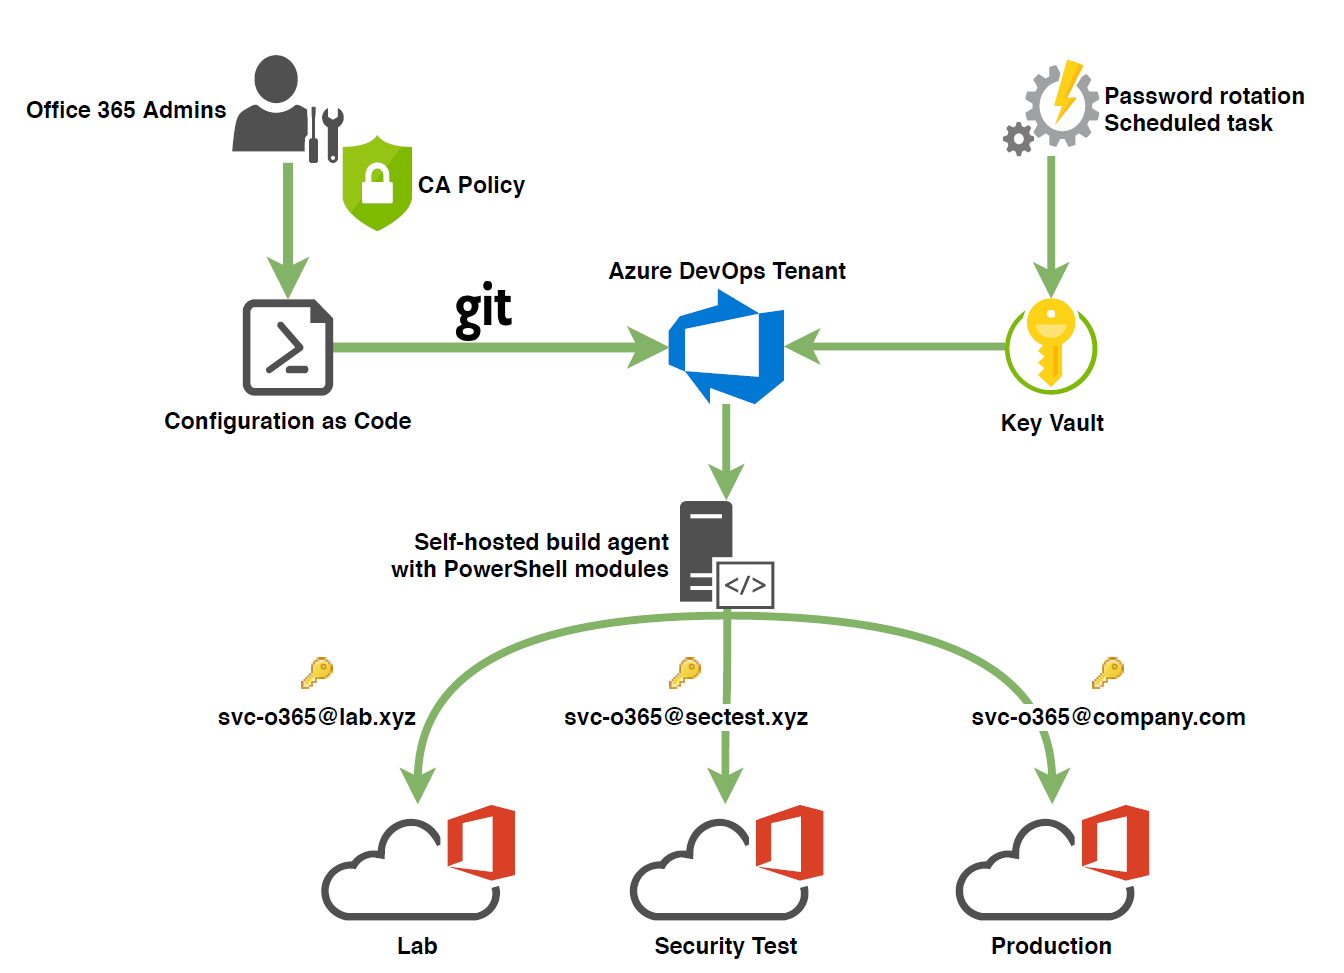 Office 365 Admins
Password rotation
Scheduled task
CA Policy
Azure DevOps Tenant
git
Configuration as Code
Key Vault
Self-hosted build agent
with PowerShell modules
</>
svc-o365@lab.xyz
svc-o365@sectest.xyz
svc-o365@company.com
Lab
Security Test
Production